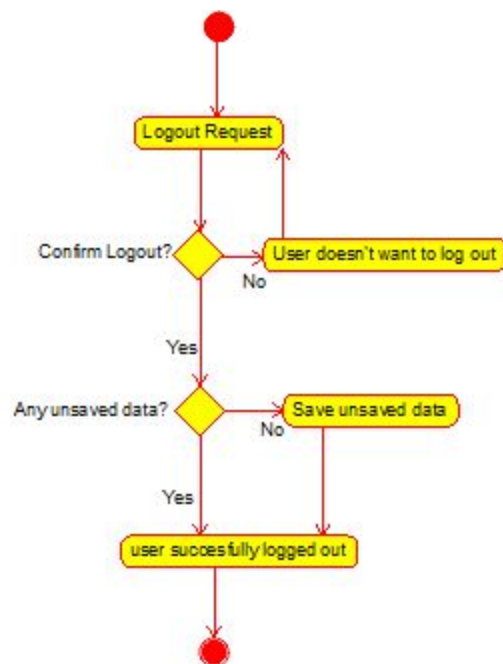 Logout Request
Confirm Logout?
User doesn't want to log out
No
Yes
Any unsaved data?
Save unsaved data
No
Yes
user succesfully logged out